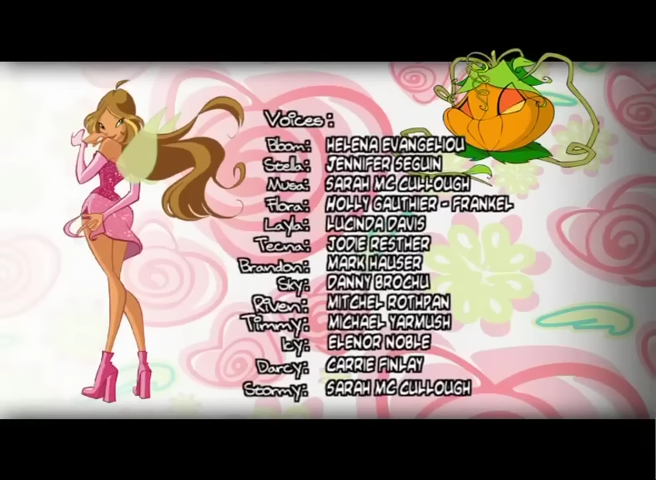 Voices:
Bloom: HELENA EVANGELIOU
Stella: JENNIFER SEGUIN
Musa: SARAH MC CULLOUGH
Flora: HOLLY GAUTHIER - FRANKEL
Layla: LUCINDA DAVIS
Tecna: JODIE RESTHER
Brandon: MARK HAUSER
Sky: DANNY BROCHU
Riven: MITCHEL ROTHPAN
Timmy: MICHAEL YARMUSH
Icy: ELENOR NOBLE
Darcy: CARRIE FINLAY
Stormy: SARAH MC CULLOUGH